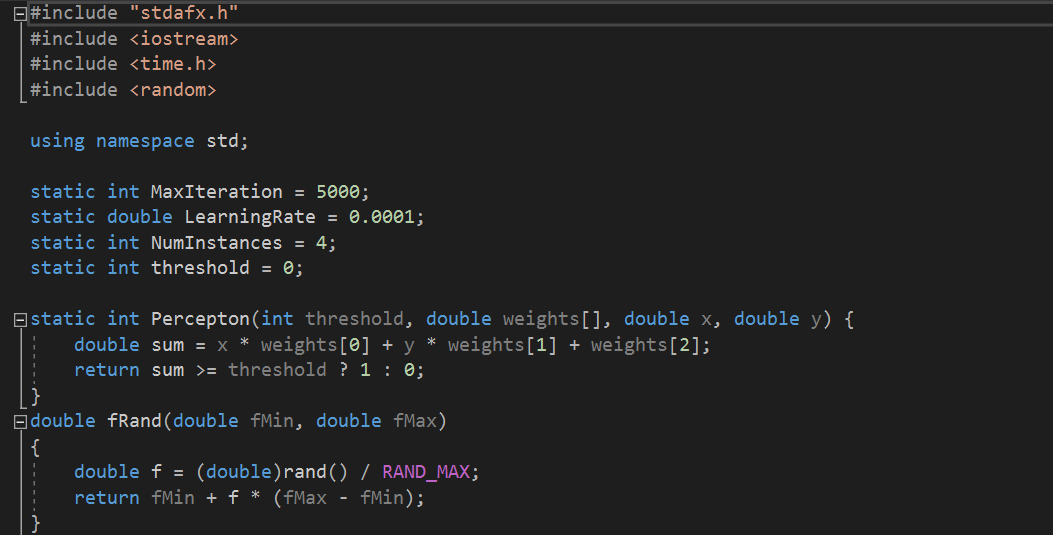 #include "stdafx.h"
#include <iostream>
#include <time.h>
#include <random>
using namespace std;
static int MaxIteration = 5000;
static double LearningRate = 0.0001;
static int NumInstances = 4;
static int threshold = 0;
static int Percepton(int threshold, double weights[], double x, double y) {
double sum = x * weights[0] + y * weights[1] + weights[2];
return sum >= threshold ? 1 : 0;
}
double fRand(double fMin, double fMax)
{
double f = (double)rand() / RAND_MAX;
return fMin + f * (fMax - fMin);
}